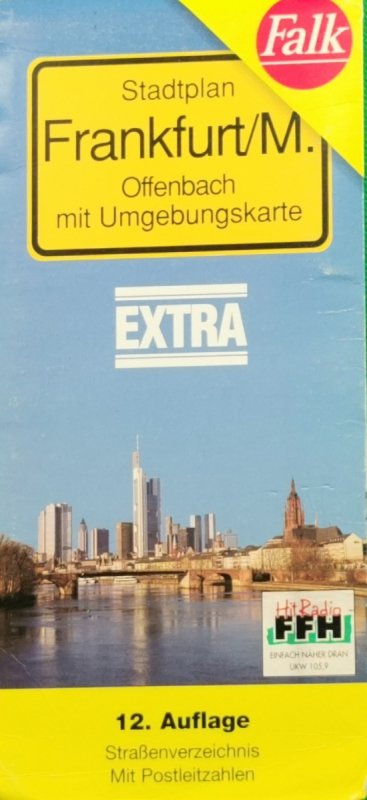 Falk
Stadtplan
Frankfurt/M.
Offenbach
mit Umgebungskarte
EXTRA
Hit Radio
FFH
EINFACH NÄHER DRAN
UKW 105,9
12. Auflage
Straßenverzeichnis
Mit Postleitzahlen